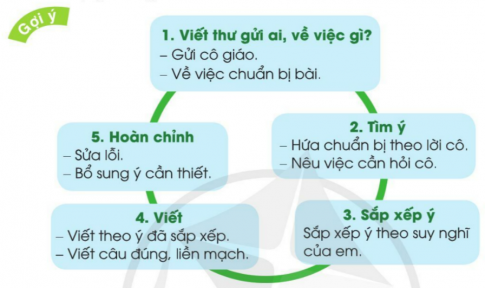 Gợi ý
1. Viết thư gửi ai, về việc gì?
– Gửi cô giáo.
– Về việc chuẩn bị bài.
2. Tìm ý
– Hứa chuẩn bị theo lời cô.
– Nêu việc cần hỏi cô.
3. Sắp xếp ý
Sắp xếp ý theo suy nghĩ
của em.
4. Viết
– Viết theo ý đã sắp xếp.
– Viết câu đúng, liền mạch.
5. Hoàn chỉnh
– Sửa lỗi.
– Bổ sung ý cần thiết.